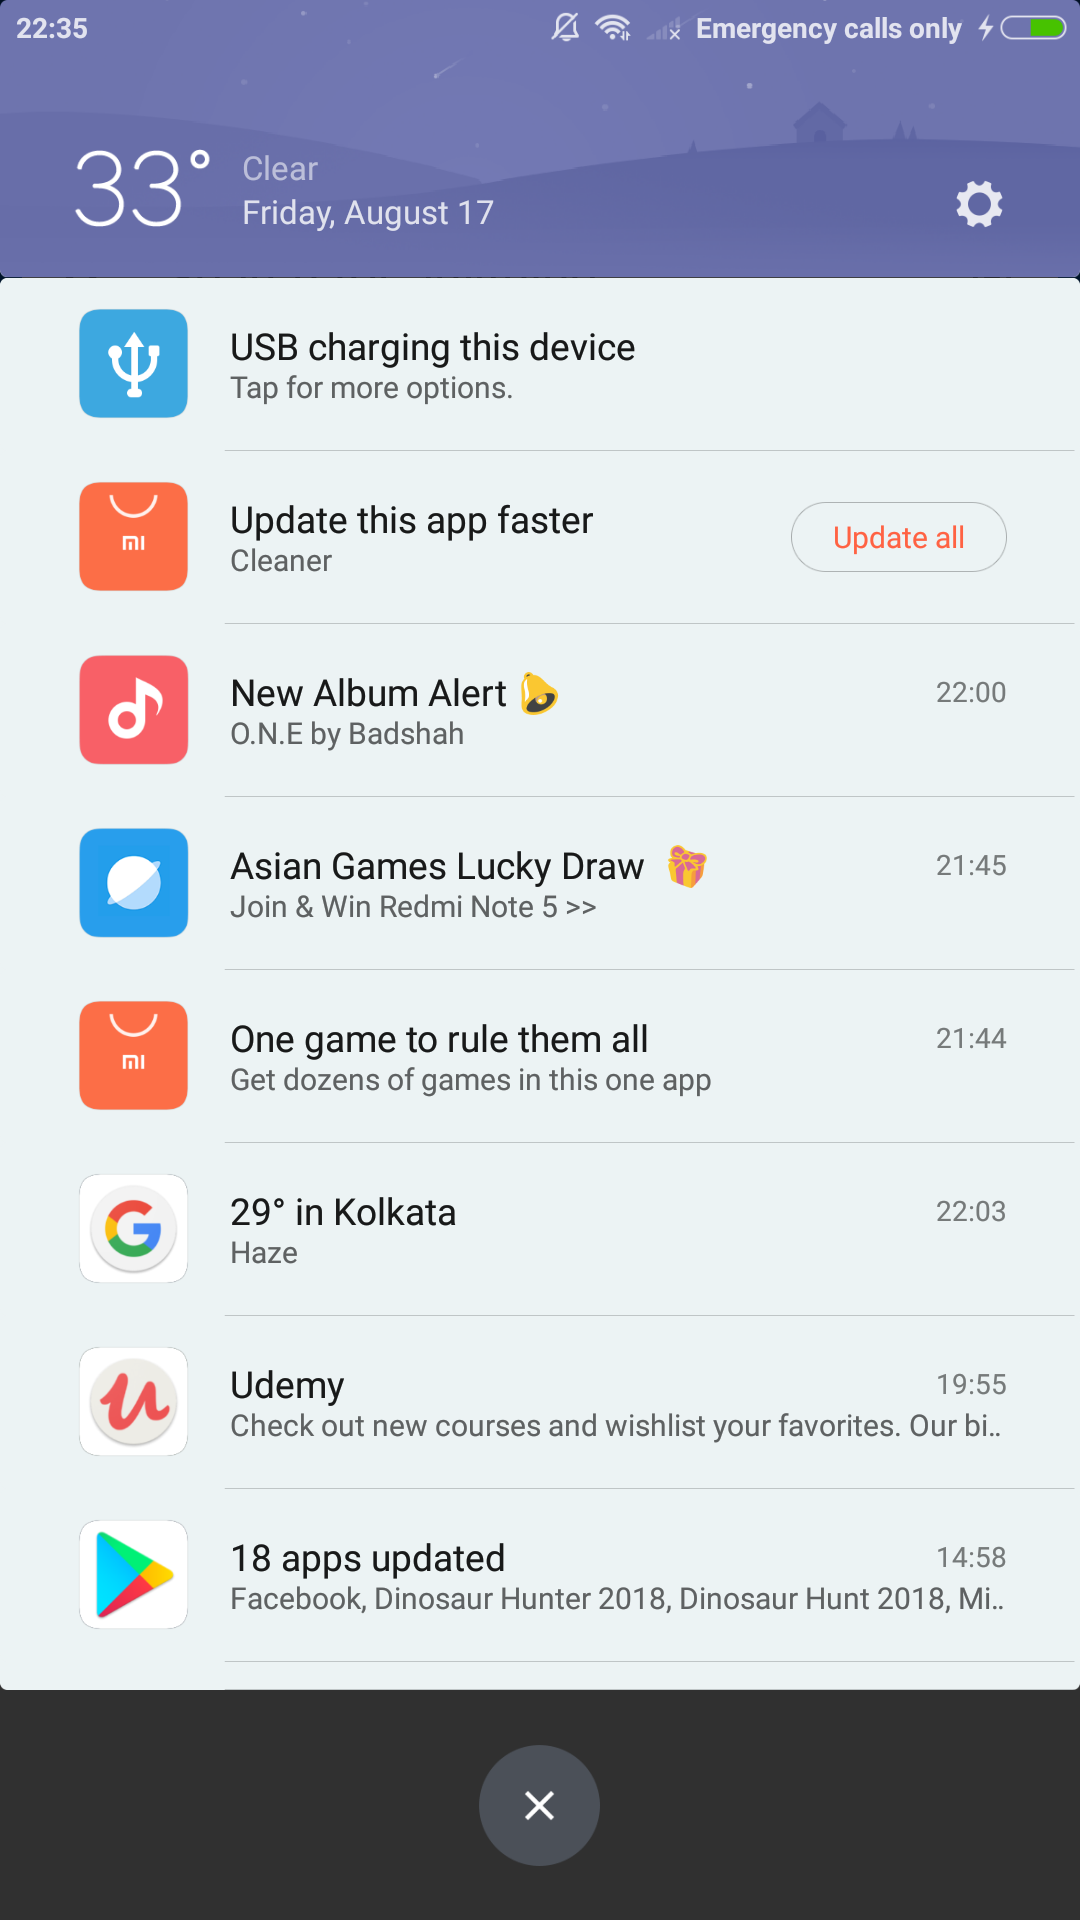 22:35
Emergency calls only
33°
Clear
Friday, August 17
USB charging this device
Tap for more options.
MI
Update this app faster
Cleaner
Update all
New Album Alert 🔔
22:00
O.N.E by Badshah
Asian Games Lucky Draw 🎁
21:45
Join & Win Redmi Note 5 >>
MI
One game to rule them all
21:44
Get dozens of games in this one app
G
29° in Kolkata
22:03
Haze
u
Udemy
19:55
Check out new courses and wishlist your favorites. Our bi..
18 apps updated
14:58
Facebook, Dinosaur Hunter 2018, Dinosaur Hunt 2018, Mi..